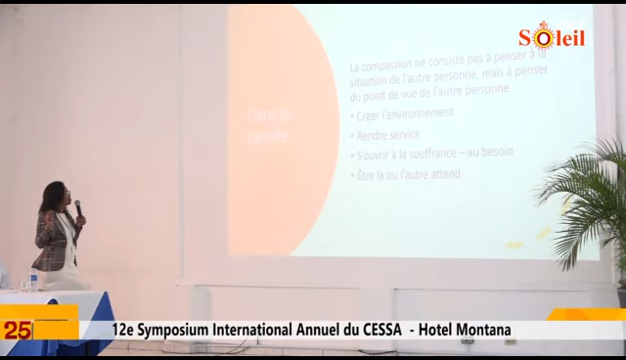 Soleil
La compassion ne consiste pas à penser à la
situation de l'autre personne, mais à penser
du point de vue de l'autre personne.
Dans la
famille
• Créer l'environnement
• Rendre service
• S'ouvrir à la souffrance – au besoin
• Être là ou l'autre attend
25
12e Symposium International Annuel du CESSA - Hotel Montana